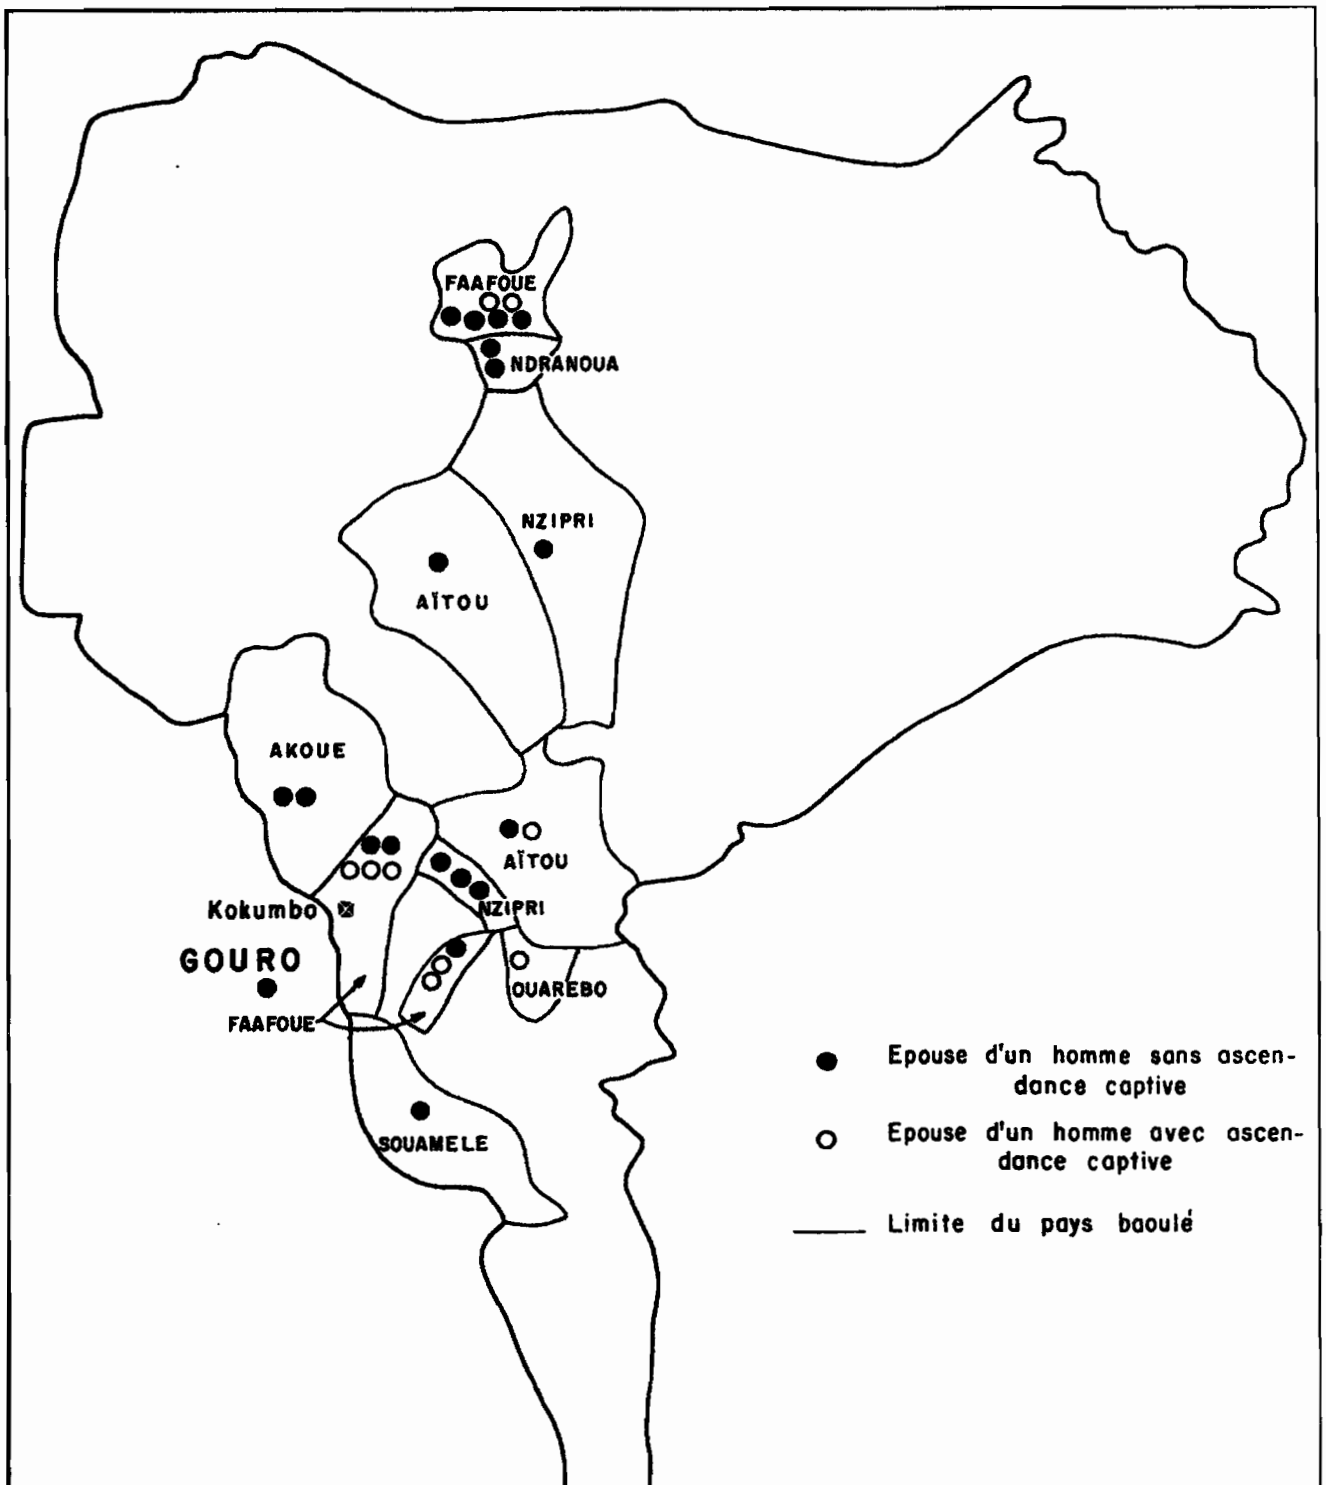 FAAFOUE
NDRANOUA
NZIPRI
AÏTOU
AKOUE
AÏTOU
NZIPRI
Kokumbo
GOURO
OUAREBO
FAAFOUE
SOUAMELE
Epouse d'un homme sans ascen-
dance captive
Epouse d'un homme avec ascen-
dance captive
Limite du pays baoulé